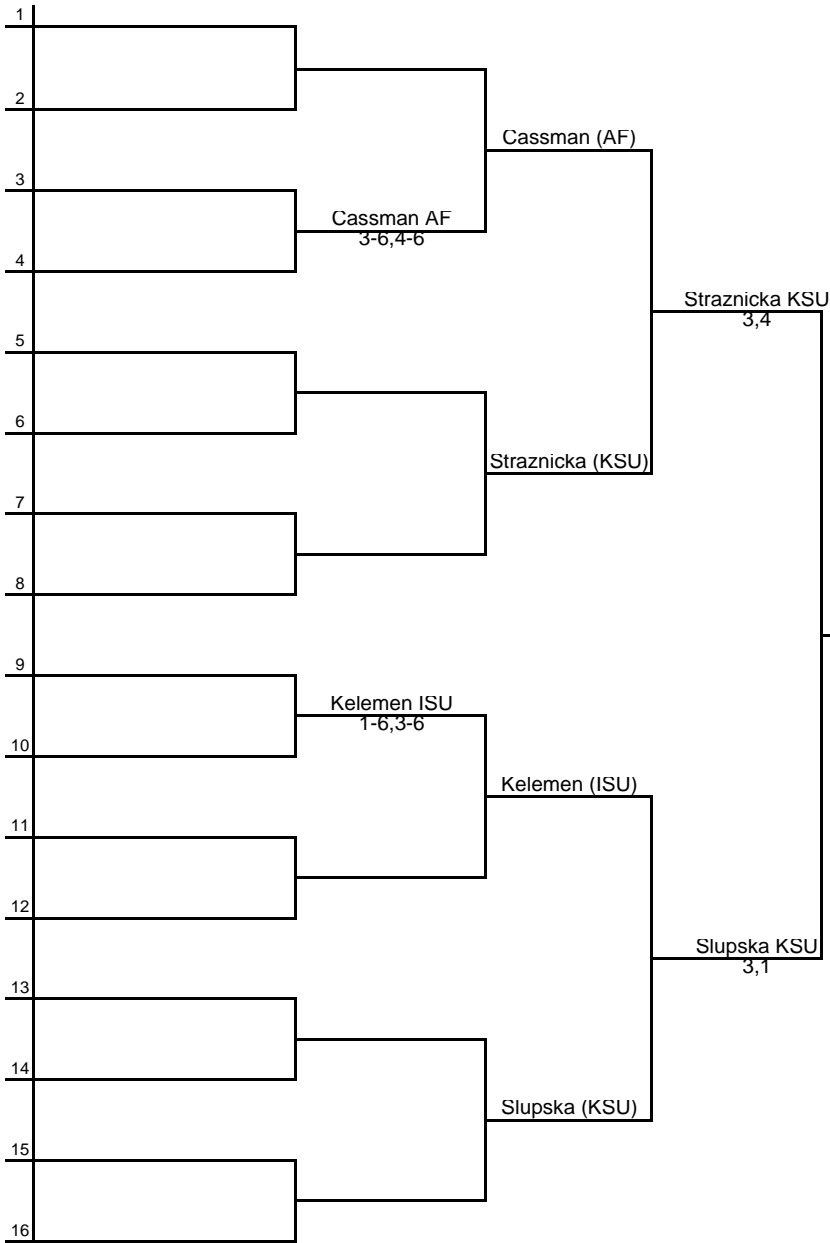 1
2
Cassman (AF)
3
Cassman AF
3-6,4-6
4
Straznicka KSU
3,4
5
6
Straznicka (KSU)
7
8
9
Kelemen ISU
1-6,3-6
10
Kelemen (ISU)
11
12
Slupska KSU
3,1
13
14
Slupska (KSU)
15
16